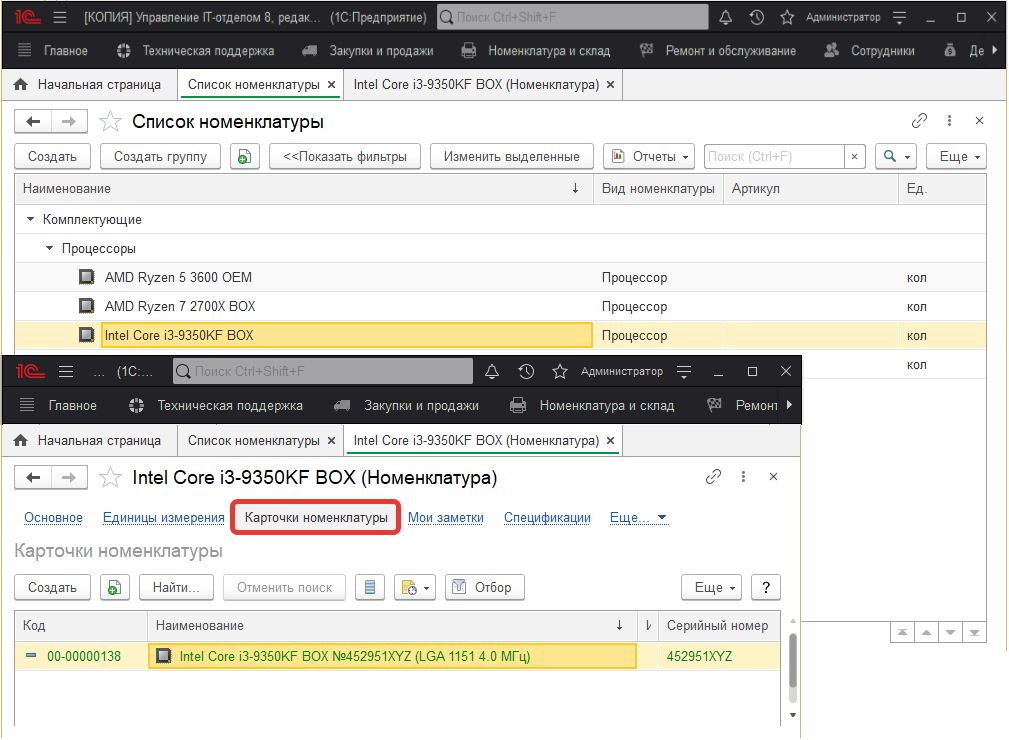 1С [КОПИЯ] Управление IT-отделом 8, редак... (1С:Предприятие) Поиск Ctrl+Shift+F Администратор
Главное Техническая поддержка Закупки и продажи Номенклатура и склад Ремонт и обслуживание Сотрудники Де
Начальная страница Список номенклатуры × Intel Core i3-9350KF BOX (Номенклатура) ×
Список номенклатуры
Создать Создать группу <<Показать фильтры Изменить выделенные Отчеты Поиск (Ctrl+F) × Еще
Наименование ↓ Вид номенклатуры Артикул Ед.
Комплектующие
Процессоры
AMD Ryzen 5 3600 OEM Процессор кол
AMD Ryzen 7 2700X BOX Процессор кол
Intel Core i3-9350KF BOX Процессор кол
кол
1С ... (1С:... Поиск Ctrl+Shift+F Администратор
Главное Техническая поддержка Закупки и продажи Номенклатура и склад Ремонт
Начальная страница Список номенклатуры × Intel Core i3-9350KF BOX (Номенклатура) ×
Intel Core i3-9350KF BOX (Номенклатура)
Основное Единицы измерения Карточки номенклатуры Мои заметки Спецификации Еще...
Карточки номенклатуры
Создать Найти... Отменить поиск Отбор Еще ?
Код Наименование ↓ И Серийный номер
00-00000138 Intel Core i3-9350KF BOX №452951XYZ (LGA 1151 4.0 МГц) 452951XYZ